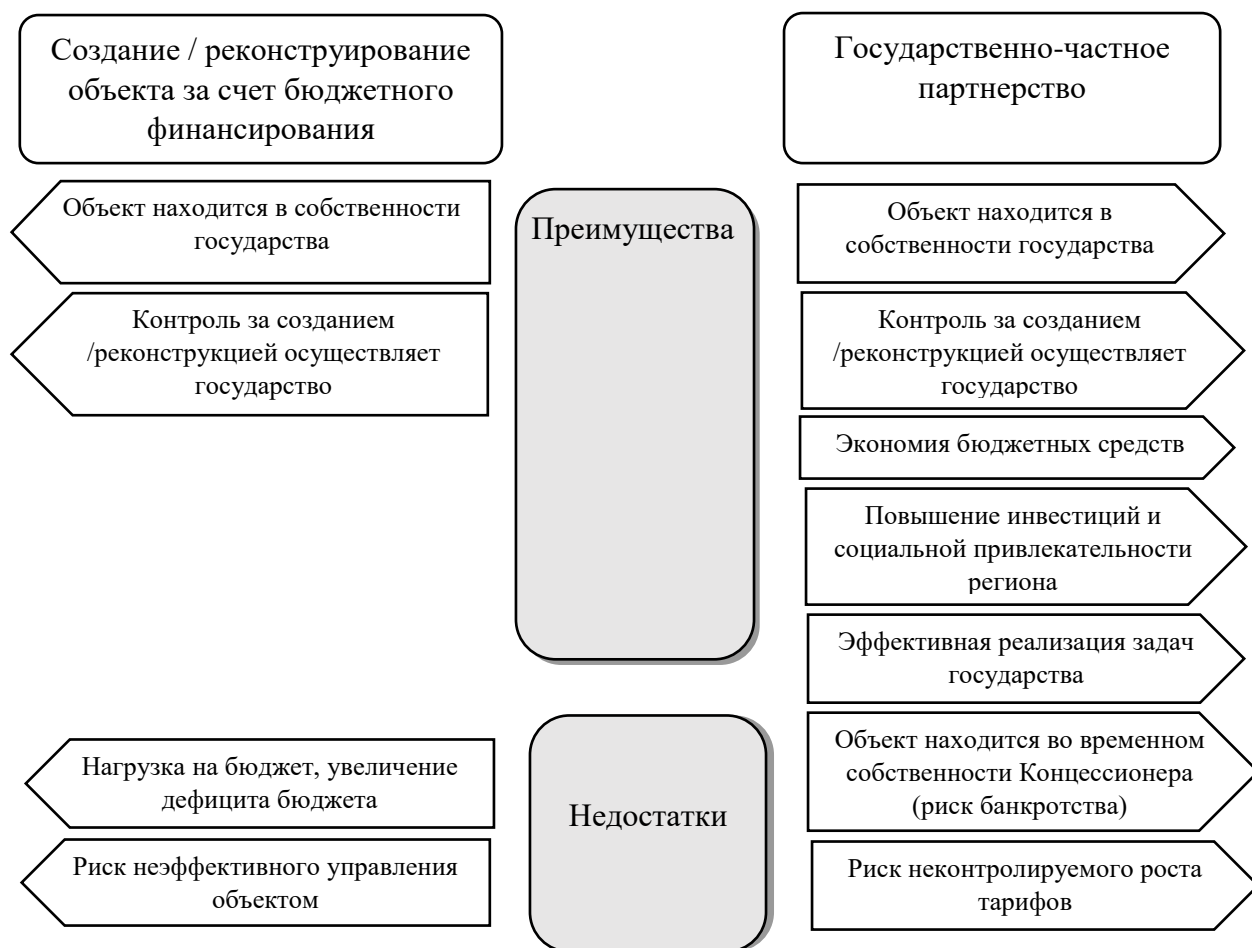 Создание / реконструирование
объекта за счет бюджетного
финансирования
Государственно-частное
партнерство
Преимущества
Объект находится в собственности
государства
Контроль за созданием
/реконструкцией осуществляет
государство
Объект находится в
собственности государства
Контроль за созданием
/реконструкцией осуществляет
государство
Экономия бюджетных средств
Повышение инвестиций и
социальной привлекательности
региона
Эффективная реализация задач
государства
Недостатки
Нагрузка на бюджет, увеличение
дефицита бюджета
Риск неэффективного управления
объектом
Объект находится во временном
собственности Концессионера
(риск банкротства)
Риск неконтролируемого роста
тарифов